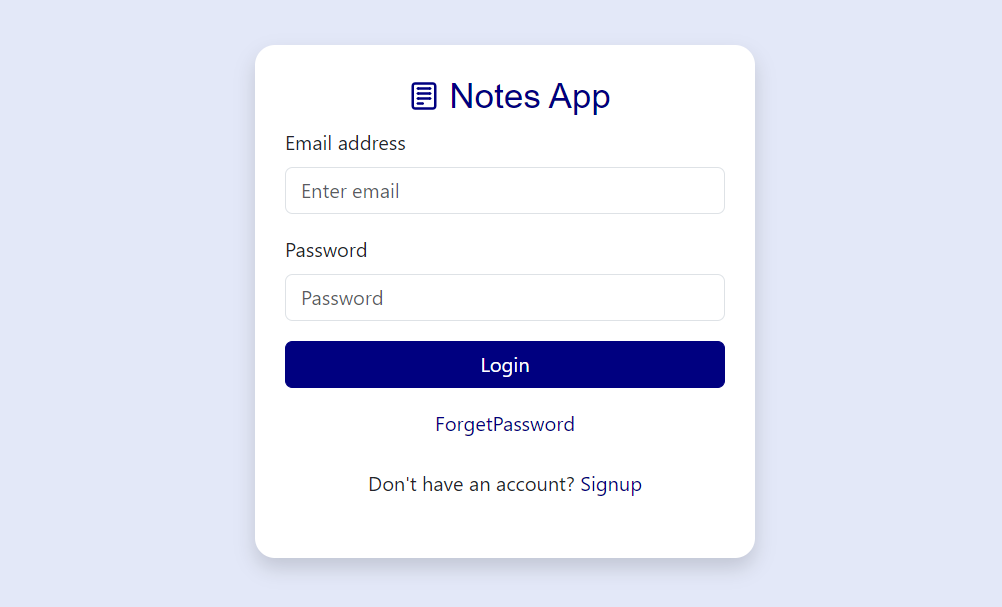 Notes App
Email address
Enter email
Password
Password
Login
ForgetPassword
Don't have an account? Signup